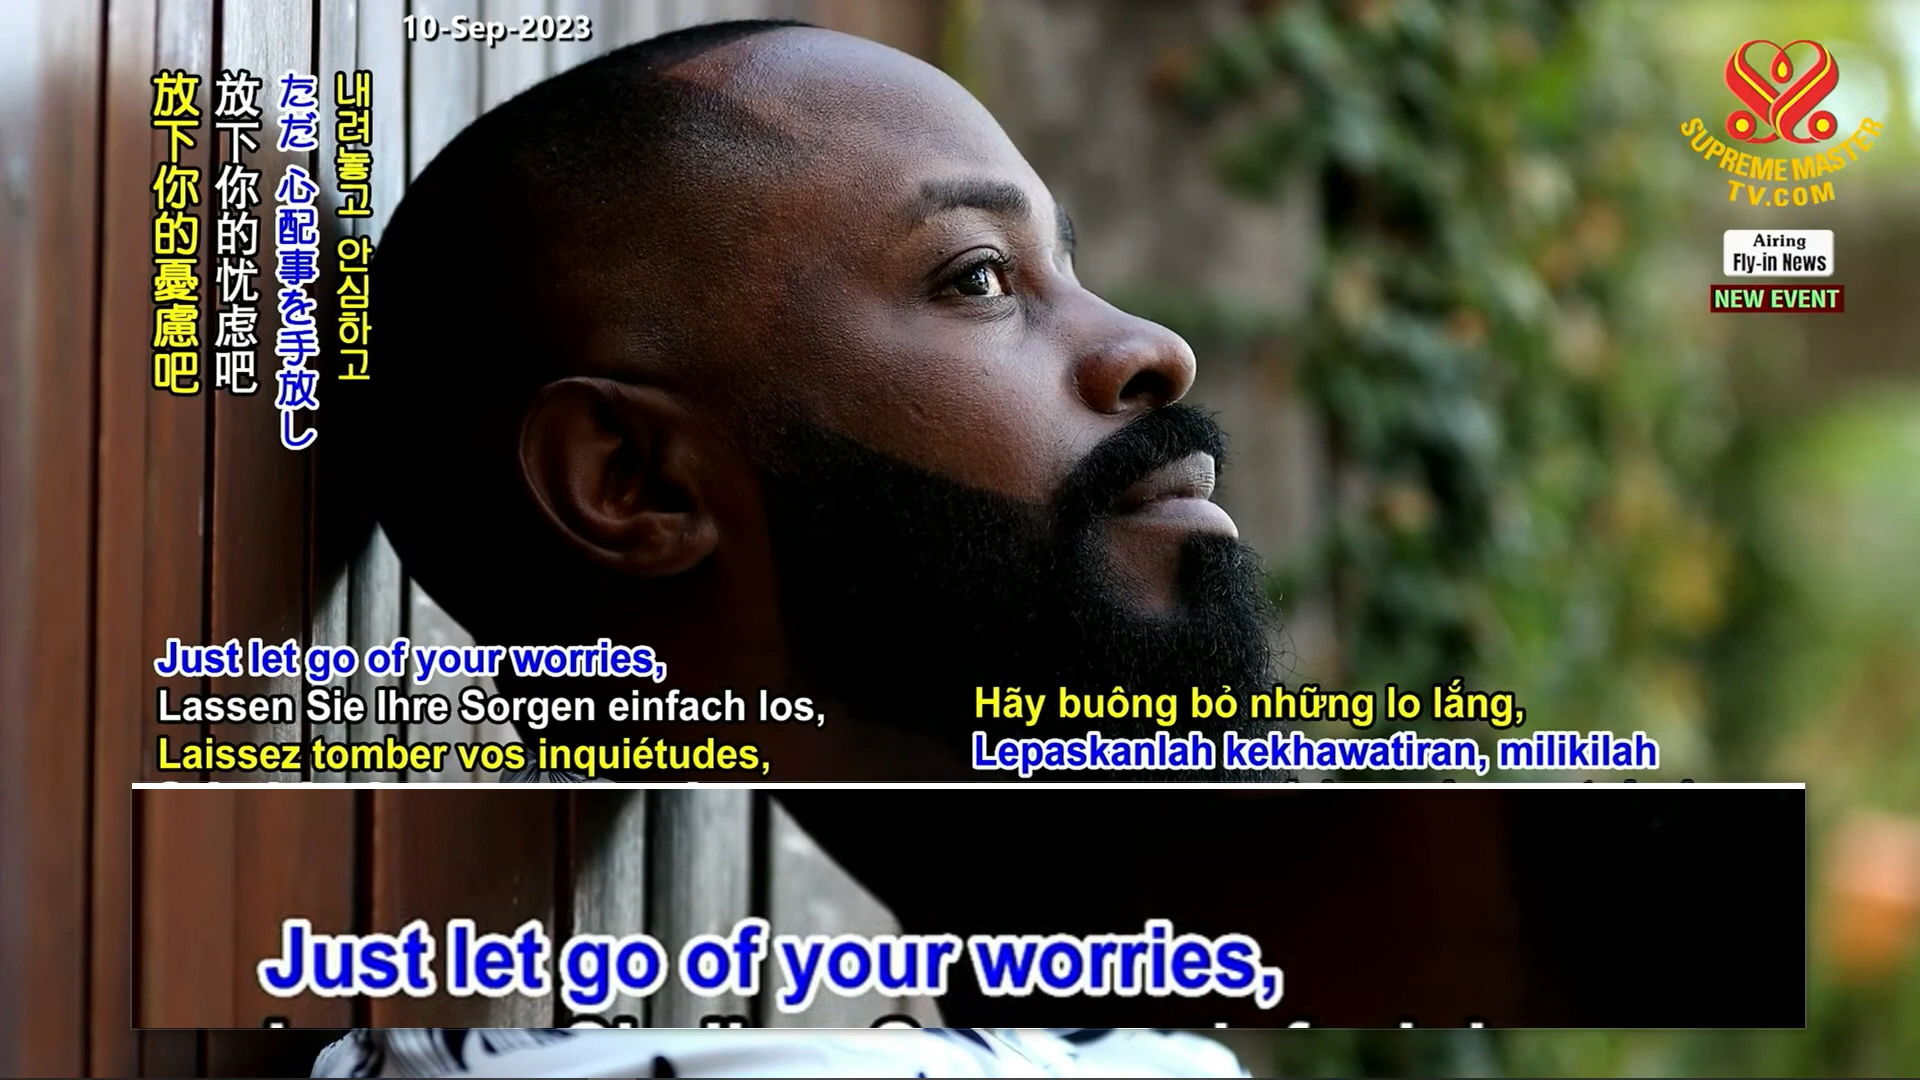 10-Sep-2023
내려놓고 안심하고
ただ 心配事を手放し
放下你的忧虑吧
放下你的憂慮吧
SUPREME MASTER
TV.COM
Airing
Fly-in News
NEW EVENT
Just let go of your worries,
Lassen Sie Ihre Sorgen einfach los,
Laissez tomber vos inquiétudes,
Hãy buông bỏ những lo lắng,
Lepaskanlah kekhawatiran, milikilah
Just let go of your worries,